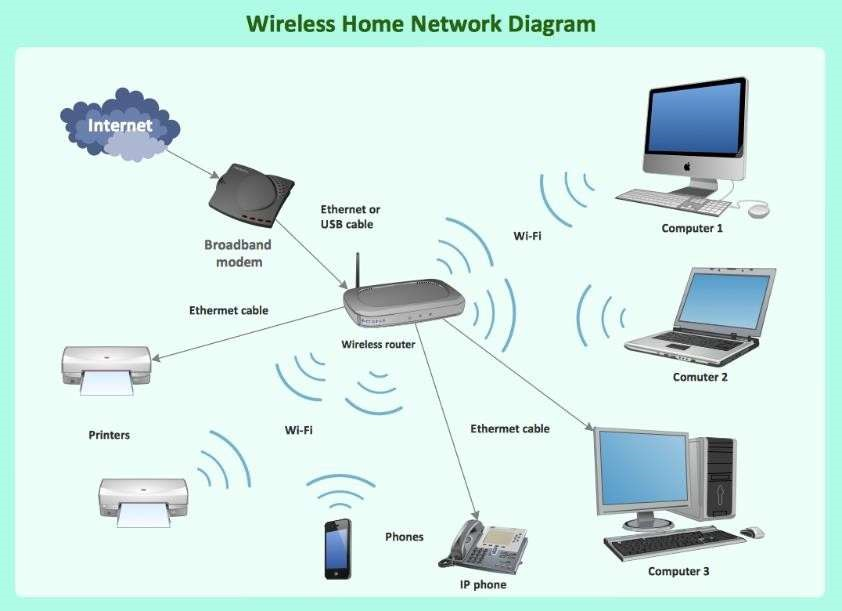 Wireless Home Network Diagram
Internet
Broadband
modem
Ethernet or
USB cable
Wi-Fi
Computer 1
Ethermet cable
Wireless router
Comuter 2
Printers
Wi-Fi
Ethermet cable
Phones
IP phone
Computer 3